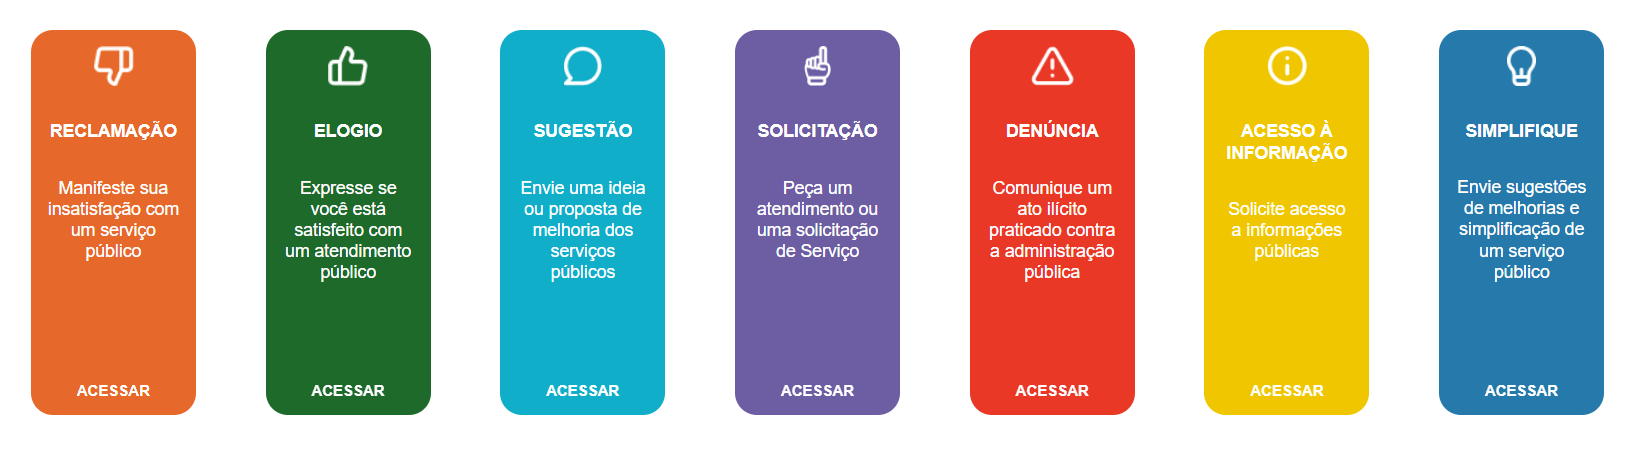 RECLAMAÇÃO
Manifeste sua
insatisfação com
um serviço
público
ACESSAR
ELOGIO
Expresse se
você está
satisfeito com
um atendimento
público
ACESSAR
SUGESTÃO
Envie uma ideia
ou proposta de
melhoria dos
serviços
públicos
ACESSAR
SOLICITAÇÃO
Peça um
atendimento ou
uma solicitação
de Serviço
ACESSAR
DENÚNCIA
Comunique um
ato ilícito
praticado contra
a administração
pública
ACESSAR
ACESSO À
INFORMAÇÃO
Solicite acesso
a informações
públicas
ACESSAR
SIMPLIFIQUE
Envie sugestões
de melhorias e
simplificação de
um serviço
público
ACESSAR